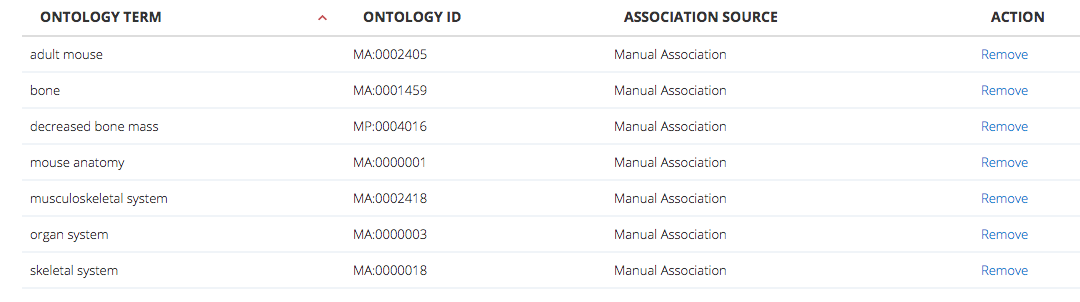 ONTOLOGY TERM ONTOLOGY ID ASSOCIATION SOURCE ACTION
adult mouse MA:0002405 Manual Association Remove
bone MA:0001459 Manual Association Remove
decreased bone mass MP:0004016 Manual Association Remove
mouse anatomy MA:0000001 Manual Association Remove
musculoskeletal system MA:0002418 Manual Association Remove
organ system MA:0000003 Manual Association Remove
skeletal system MA:0000018 Manual Association Remove